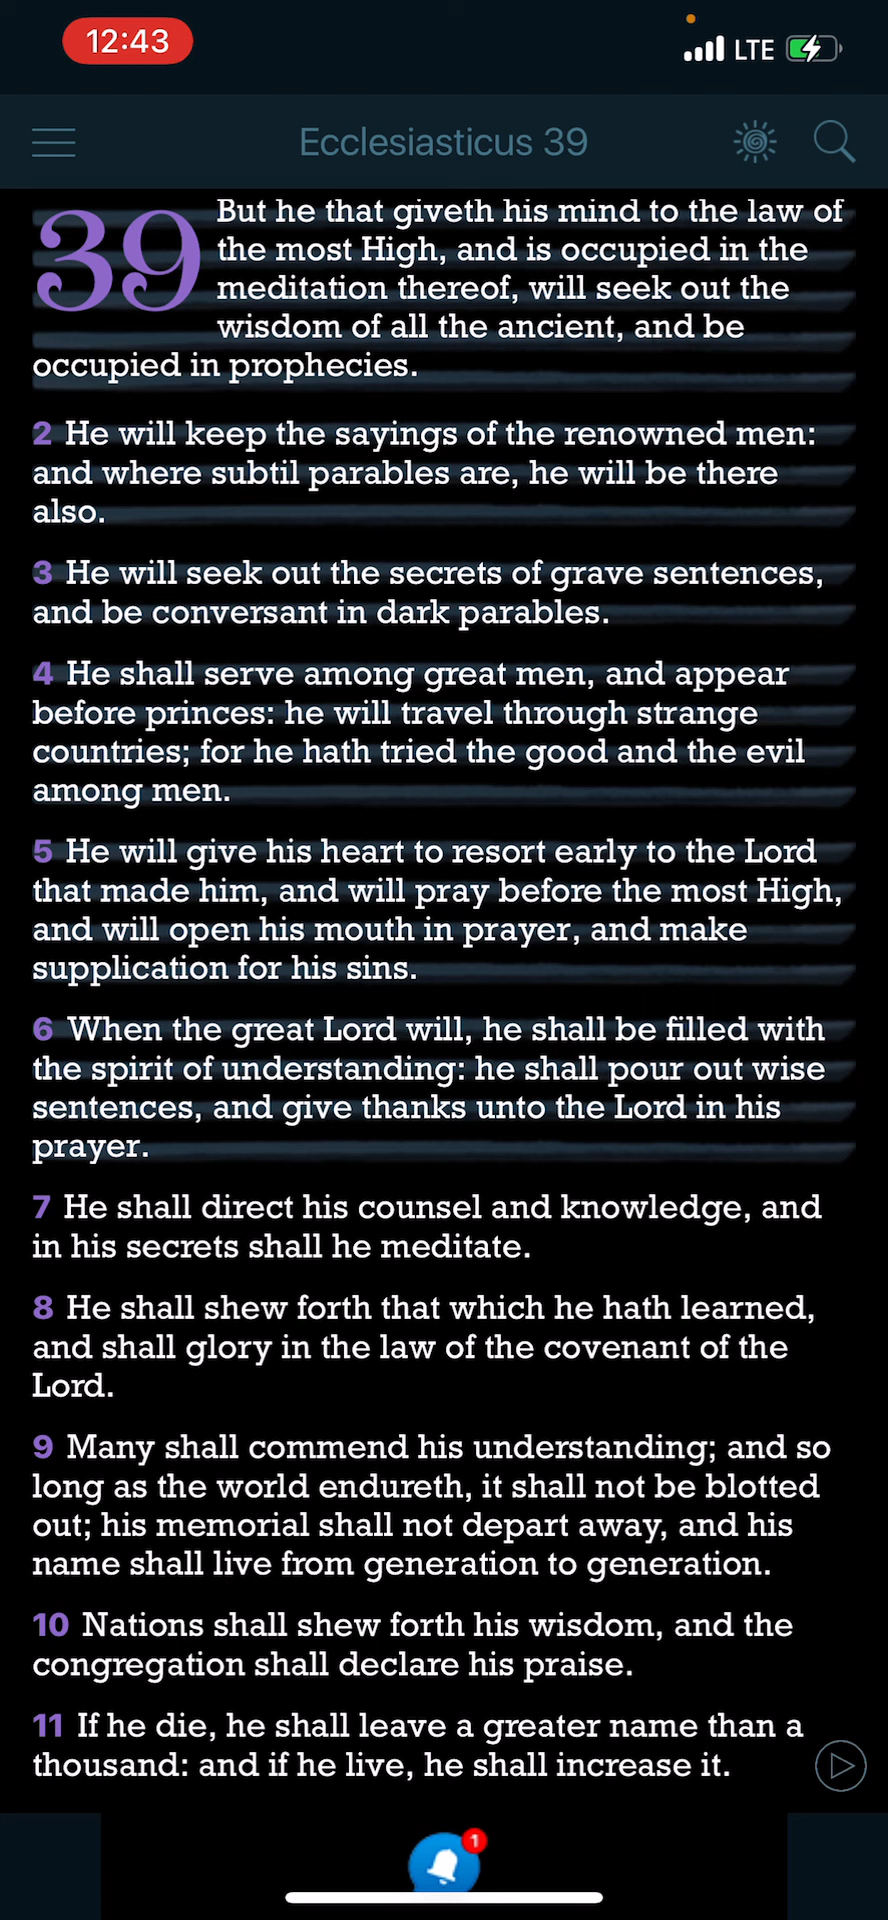 12:43
LTE
Ecclesiasticus 39
39 But he that giveth his mind to the law of
the most High, and is occupied in the
meditation thereof, will seek out the
wisdom of all the ancient, and be
occupied in prophecies.
2 He will keep the sayings of the renowned men:
and where subtil parables are, he will be there
also.
3 He will seek out the secrets of grave sentences,
and be conversant in dark parables.
4 He shall serve among great men, and appear
before princes: he will travel through strange
countries; for he hath tried the good and the evil
among men.
5 He will give his heart to resort early to the Lord
that made him, and will pray before the most High,
and will open his mouth in prayer, and make
supplication for his sins.
6 When the great Lord will, he shall be filled with
the spirit of understanding: he shall pour out wise
sentences, and give thanks unto the Lord in his
prayer.
7 He shall direct his counsel and knowledge, and
in his secrets shall he meditate.
8 He shall shew forth that which he hath learned,
and shall glory in the law of the covenant of the
Lord.
9 Many shall commend his understanding; and so
long as the world endureth, it shall not be blotted
out; his memorial shall not depart away, and his
name shall live from generation to generation.
10 Nations shall shew forth his wisdom, and the
congregation shall declare his praise.
11 If he die, he shall leave a greater name than a
thousand: and if he live, he shall increase it.
1